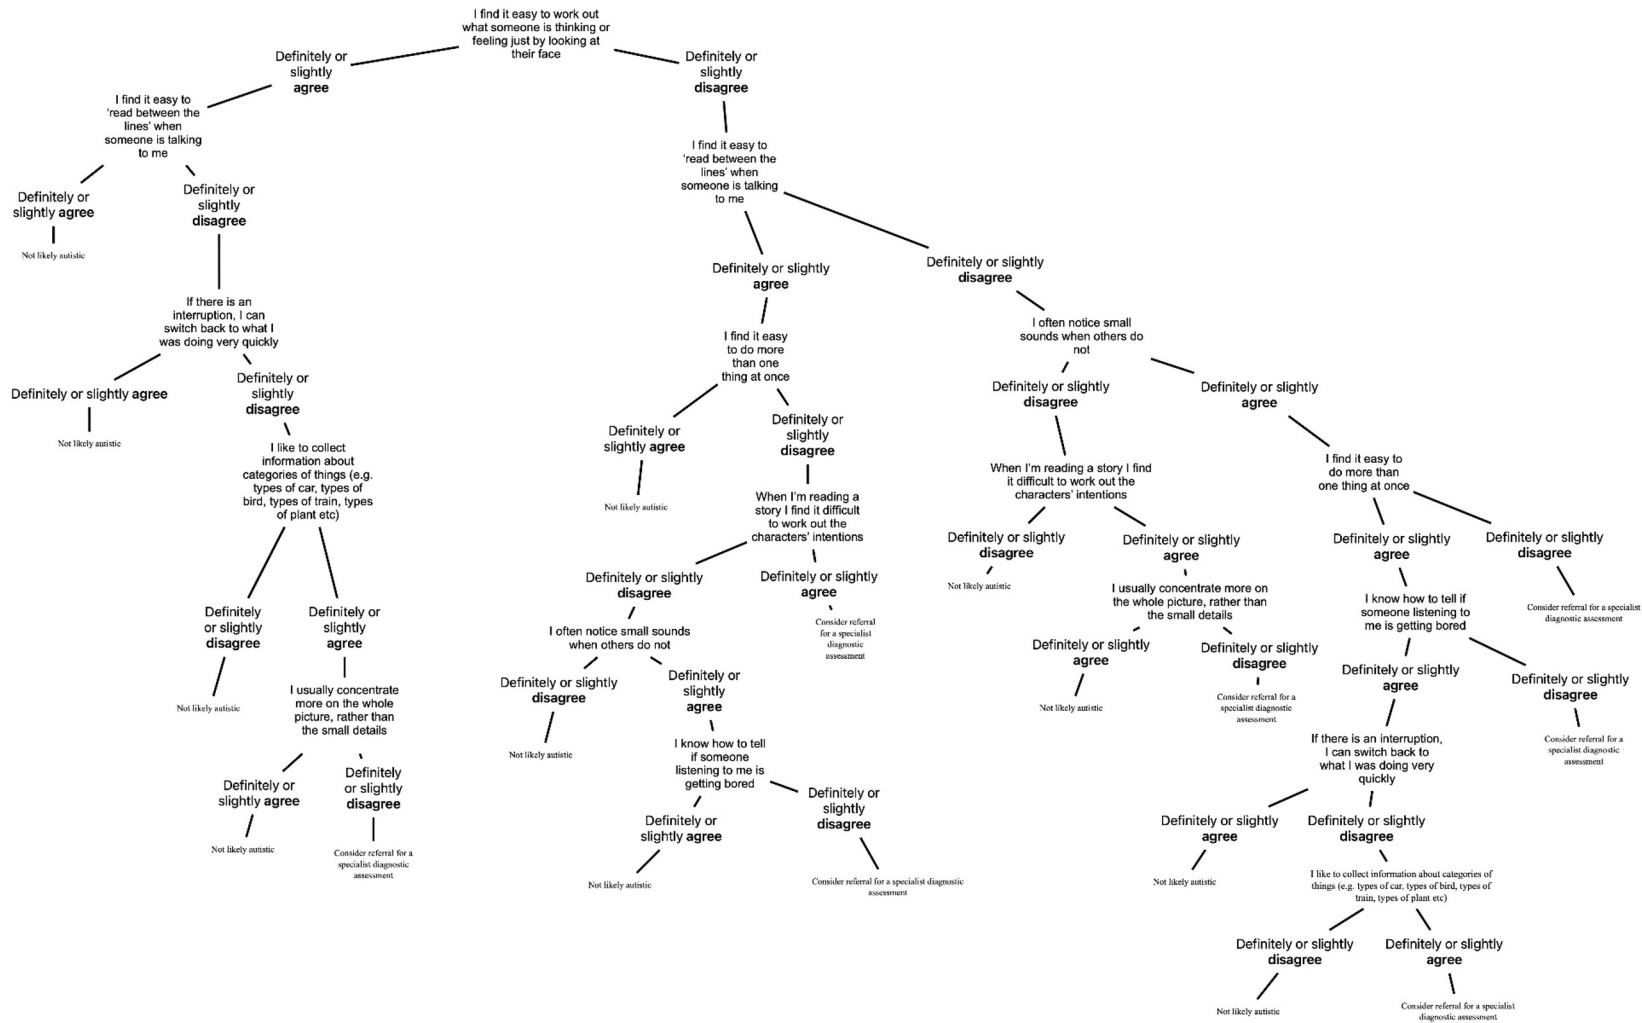 I find it easy to work out
what someone is thinking or
feeling just by looking at
their face
Definitely or
slightly
agree
Definitely or
slightly
disagree
I find it easy to
'read between the
lines' when
someone is talking
to me
Definitely or
slightly agree
Not likely autistic
Definitely or
slightly
disagree
If there is an
interruption, I can
switch back to what I
was doing very quickly
Definitely or slightly agree
Not likely autistic
Definitely or
slightly
disagree
I like to collect
information about
categories of things (e.g.
types of car, types of
bird, types of train, types
of plant etc)
Definitely
or slightly
disagree
Not likely autistic
Definitely or
slightly
agree
I usually concentrate
more on the whole
picture, rather than
the small details
Definitely or
slightly agree
Not likely autistic
Definitely
or slightly
disagree
Consider referral for a
specialist diagnostic
assessment
I find it easy to
'read between the
lines' when
someone is talking
to me
Definitely or slightly
agree
I find it easy
to do more
than one
thing at once
Definitely or
slightly agree
Not likely autistic
Definitely or
slightly
disagree
When I'm reading a
story I find it difficult
to work out the
characters' intentions
Definitely or slightly
disagree
I often notice small sounds
when others do not
Definitely or slightly
disagree
Not likely autistic
Definitely or
slightly
agree
I know how to tell
if someone
listening to me is
getting bored
Definitely or
slightly agree
Not likely autistic
Definitely or
slightly
disagree
Consider referral for a specialist diagnostic
assessment
Definitely or slightly
agree
Consider referral
for a specialist
diagnostic
assessment
Definitely or slightly
disagree
I often notice small
sounds when others do
not
Definitely or slightly
disagree
When I'm reading a story I find
it difficult to work out the
characters' intentions
Definitely or slightly
disagree
Not likely autistic
Definitely or slightly
agree
I usually concentrate more on
the whole picture, rather than
the small details
Definitely or slightly
agree
Not likely autistic
Definitely or slightly
disagree
Consider referral for a
specialist diagnostic
assessment
Definitely or slightly
agree
I find it easy to
do more than
one thing at once
Definitely or slightly
agree
I know how to tell if
someone listening to
me is getting bored
Definitely or slightly
agree
If there is an interruption,
I can switch back to
what I was doing very
quickly
Definitely or slightly
agree
Not likely autistic
Definitely or slightly
disagree
I like to collect information about categories of
things (e.g. types of car, types of bird, types of
train, types of plant etc)
Definitely or slightly
disagree
Not likely autistic
Definitely or slightly
agree
Consider referral for a specialist
diagnostic assessment
Definitely or slightly
disagree
Consider referral for a
specialist diagnostic
assessment
Definitely or slightly
disagree
Consider referral for a specialist
diagnostic assessment